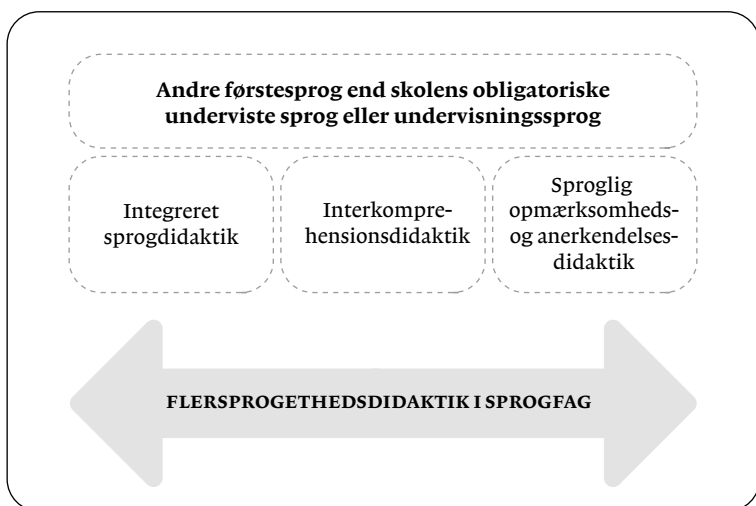 Andre førstesprog end skolens obligatoriske
underviste sprog eller undervisningssprog
Integreret
sprogdidaktik
Interkompre-
hensionsdidaktik
Sproglig
opmærksomheds-
og anerkendelses-
didaktik
FLERSPROGETHEDSDIDAKTIK I SPROGFAG